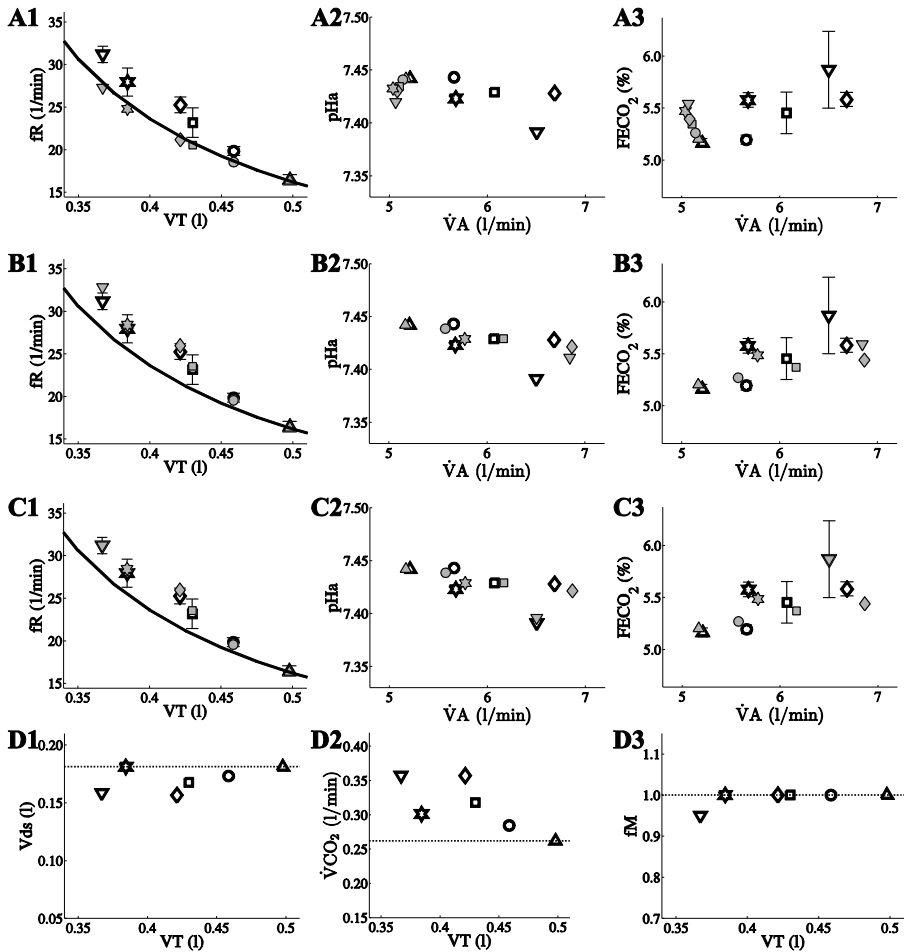 A1 A2 A3
35 7.50
30 7.45 6.0
25 5.5
20 7.40 5.0
15 7.35
fR (1/min) pHa FECO₂ (%)
0.35 0.4 0.45 0.5 5 6 7 5 6 7
VT (l) V̇A (l/min) V̇A (l/min)
B1 B2 B3
35 7.50
30 7.45 6.0
25 5.5
20 7.40 5.0
15 7.35
fR (1/min) pHa FECO₂ (%)
0.35 0.4 0.45 0.5 5 6 7 5 6 7
VT (l) V̇A (l/min) V̇A (l/min)
C1 C2 C3
35 7.50
30 7.45 6.0
25 5.5
20 7.40 5.0
15 7.35
fR (1/min) pHa FECO₂ (%)
0.35 0.4 0.45 0.5 5 6 7 5 6 7
VT (l) V̇A (l/min) V̇A (l/min)
D1 D2 D3
0.20 0.40 1.1
0.35
0.15 0.30 1.0
0.25 0.9
0.10 0.20 0.8
0.05 0.15 0.7
Vds (l) V̇CO₂ (l/min) fM
0.35 0.4 0.45 0.5 0.35 0.4 0.45 0.5 0.35 0.4 0.45 0.5
VT (l) VT (l) VT (l)